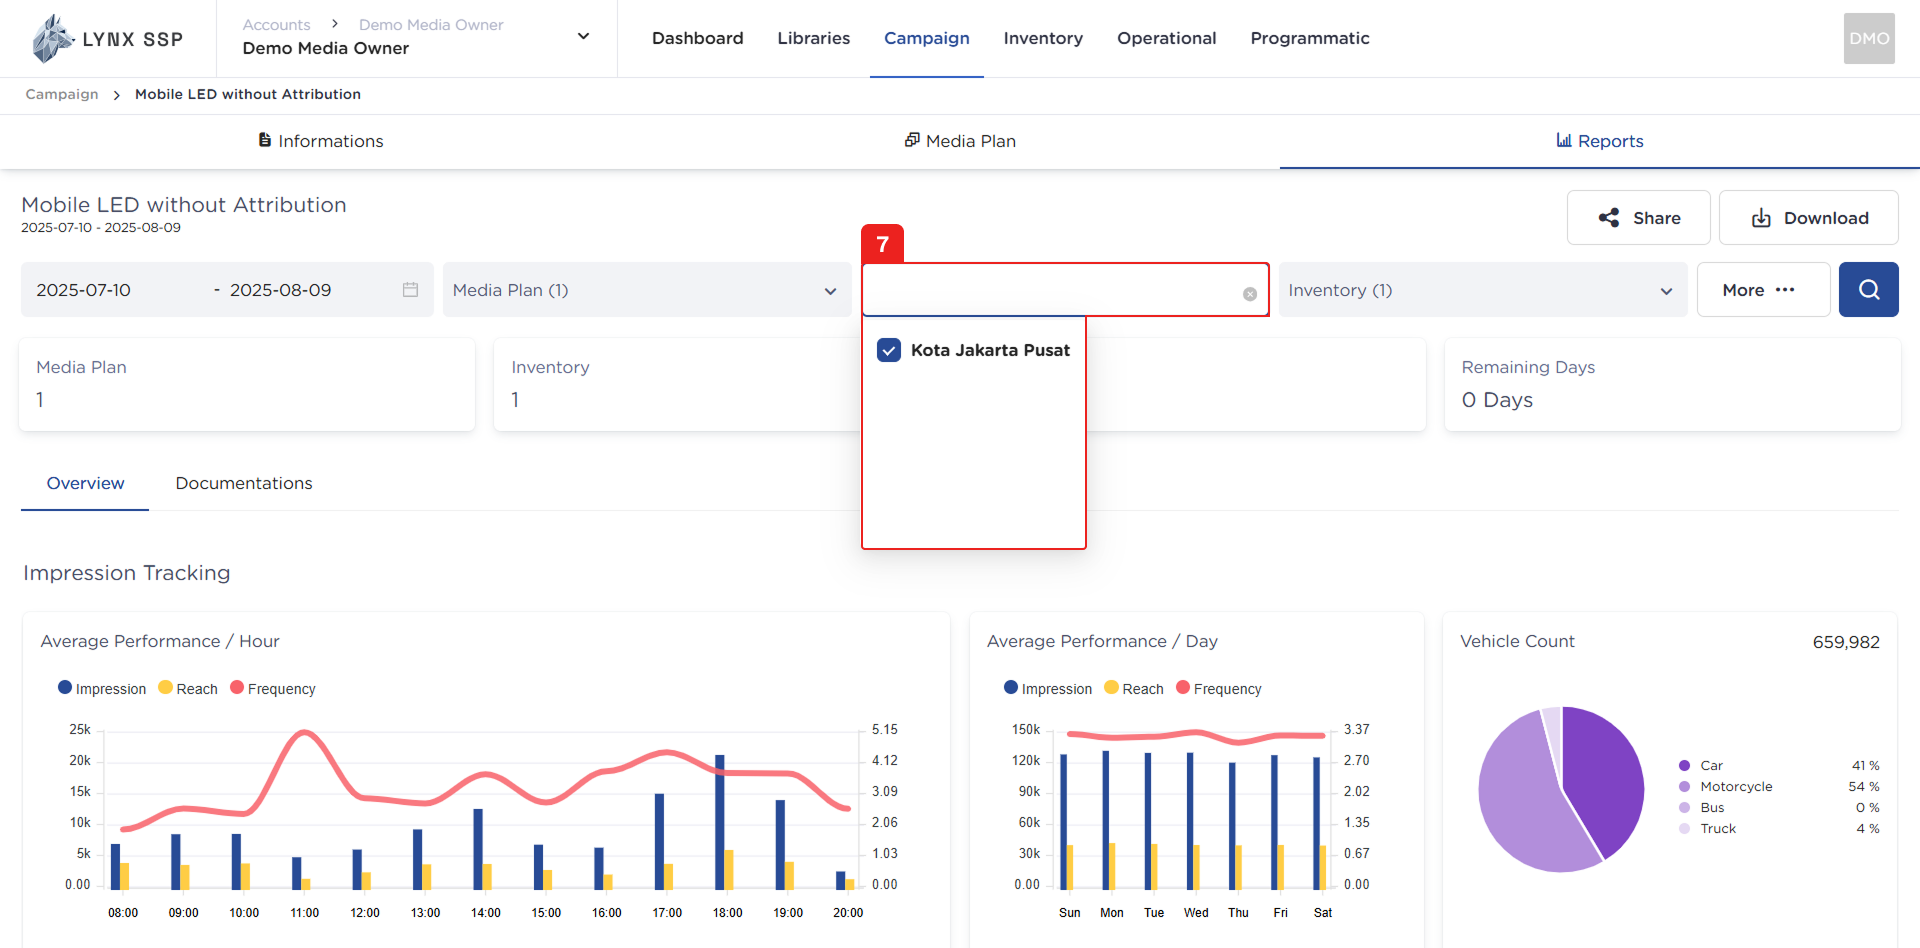 LYNX SSP
Accounts > Demo Media Owner
Demo Media Owner
Dashboard
Libraries
Campaign
Inventory
Operational
Programmatic
DMO
Campaign > Mobile LED without Attribution
Informations
Media Plan
Reports
Mobile LED without Attribution
2025-07-10 - 2025-08-09
Share
Download
7
2025-07-10 - 2025-08-09
Media Plan (1)
Inventory (1)
More
Kota Jakarta Pusat
Media Plan
1
Inventory
1
Remaining Days
0 Days
Overview
Documentations
Impression Tracking
Average Performance / Hour
Impression Reach Frequency
25k
20k
15k
10k
5k
0.00
5.15
4.12
3.09
2.06
1.03
0.00
08:00 09:00 10:00 11:00 12:00 13:00 14:00 15:00 16:00 17:00 18:00 19:00 20:00
Average Performance / Day
Impression Reach Frequency
150k
120k
90k
60k
30k
0.00
3.37
2.70
2.02
1.35
0.67
0.00
Sun Mon Tue Wed Thu Fri Sat
Vehicle Count
659,982
Car 41 %
Motorcycle 54 %
Bus 0 %
Truck 4 %